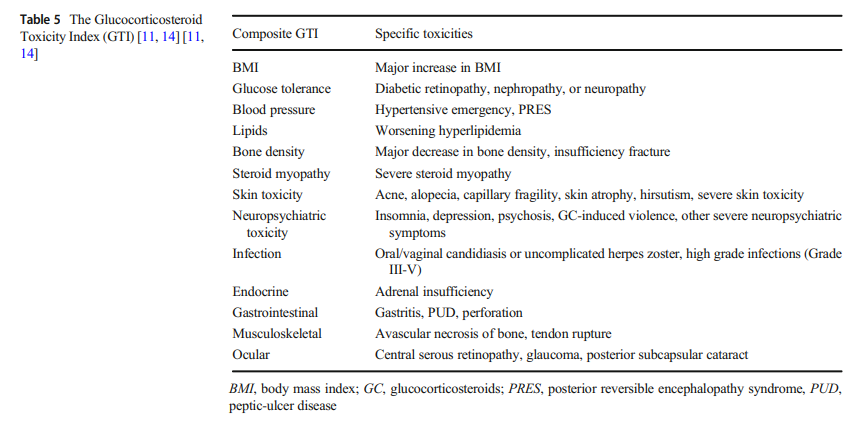 Table 5 The Glucocorticosteroid
Toxicity Index (GTI) [11, 14] [11,
14]
Composite GTI Specific toxicities
BMI Major increase in BMI
Glucose tolerance Diabetic retinopathy, nephropathy, or neuropathy
Blood pressure Hypertensive emergency, PRES
Lipids Worsening hyperlipidemia
Bone density Major decrease in bone density, insufficiency fracture
Steroid myopathy Severe steroid myopathy
Skin toxicity Acne, alopecia, capillary fragility, skin atrophy, hirsutism, severe skin toxicity
Neuropsychiatric Insomnia, depression, psychosis, GC-induced violence, other severe neuropsychiatric
toxicity symptoms
Infection Oral/vaginal candidiasis or uncomplicated herpes zoster, high grade infections (Grade
III-V)
Endocrine Adrenal insufficiency
Gastrointestinal Gastritis, PUD, perforation
Musculoskeletal Avascular necrosis of bone, tendon rupture
Ocular Central serous retinopathy, glaucoma, posterior subcapsular cataract
BMI, body mass index; GC, glucocorticosteroids; PRES, posterior reversible encephalopathy syndrome, PUD,
peptic-ulcer disease